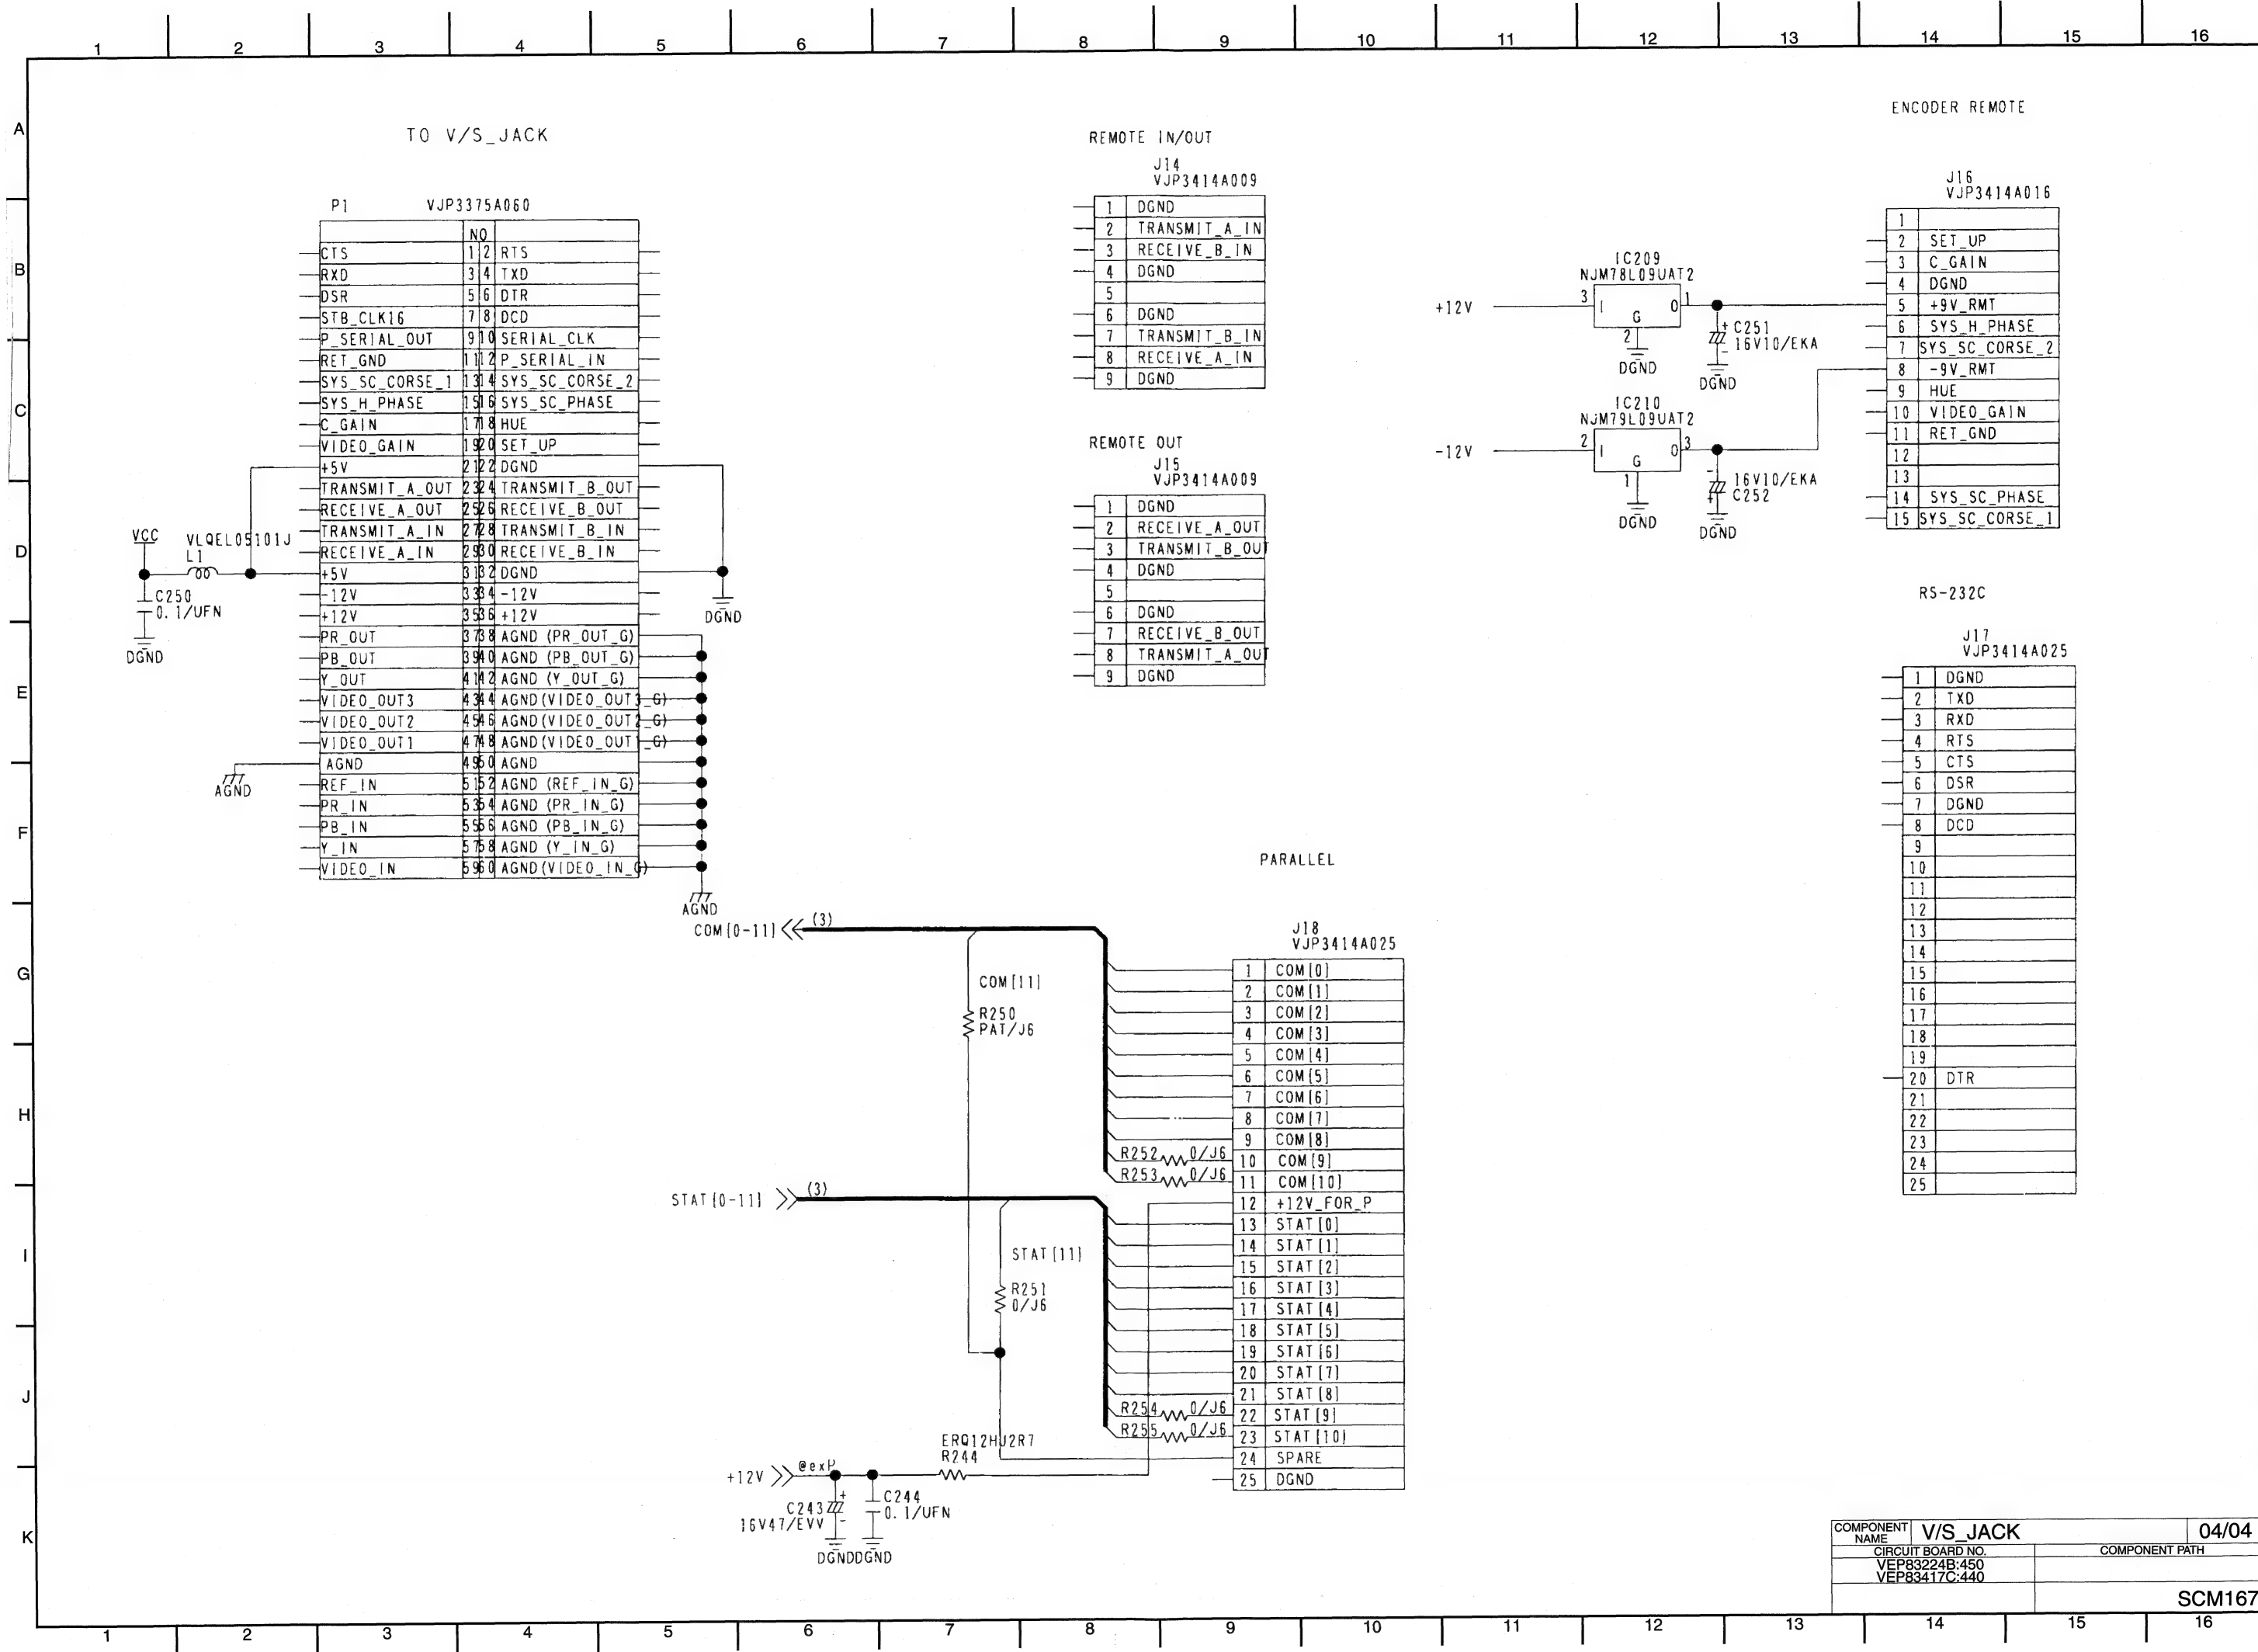 1 2 3 4 5 6 7 8 9 10 11 12 13 14 15 16
A
B
C
D
E
F
G
H
I
J
K
TO V/S_JACK
P1 VJP3375A060
NO
CTS 1 2 RTS
RXD 3 4 TXD
DSR 5 6 DTR
STB_CLK16 7 8 DCD
P_SERIAL_OUT 9 10 SERIAL_CLK
RET_GND 11 12 P_SERIAL_IN
SYS_SC_CORSE_1 13 14 SYS_SC_CORSE_2
SYS_H_PHASE 15 16 SYS_SC_PHASE
C_GAIN 17 18 HUE
VIDEO_GAIN 19 20 SET_UP
+5V 21 22 DGND
TRANSMIT_A_OUT 23 24 TRANSMIT_B_OUT
RECEIVE_A_OUT 25 26 RECEIVE_B_OUT
TRANSMIT_A_IN 27 28 TRANSMIT_B_IN
RECEIVE_A_IN 29 30 RECEIVE_B_IN
+5V 31 32 DGND
-12V 33 34 -12V
+12V 35 36 +12V
PR_OUT 37 38 AGND (PR_OUT_G)
PB_OUT 39 40 AGND (PB_OUT_G)
Y_OUT 41 42 AGND (Y_OUT_G)
VIDEO_OUT3 43 44 AGND(VIDEO_OUT3_G)
VIDEO_OUT2 45 46 AGND(VIDEO_OUT2_G)
VIDEO_OUT1 47 48 AGND(VIDEO_OUT1_G)
AGND 49 50 AGND
REF_IN 51 52 AGND (REF_IN_G)
PR_IN 53 54 AGND (PR_IN_G)
PB_IN 55 56 AGND (PB_IN_G)
Y_IN 57 58 AGND (Y_IN_G)
VIDEO_IN 59 60 AGND(VIDEO_IN_G)
VCC
VLQEL05101J
L1
C250
0.1/UFN
DGND
AGND
DGND
AGND
REMOTE IN/OUT
J14
VJP3414A009
1 DGND
2 TRANSMIT_A_IN
3 RECEIVE_B_IN
4 DGND
5
6 DGND
7 TRANSMIT_B_IN
8 RECEIVE_A_IN
9 DGND
REMOTE OUT
J15
VJP3414A009
1 DGND
2 RECEIVE_A_OUT
3 TRANSMIT_B_OUT
4 DGND
5
6 DGND
7 RECEIVE_B_OUT
8 TRANSMIT_A_OUT
9 DGND
IC209
NJM78L09UAT2
+12V 3 I O 1
G
2
DGND
+ C251
16V10/EKA
-
DGND
IC210
NJM79L09UAT2
-12V 2 I O 3
G
1
DGND
- 16V10/EKA
+ C252
DGND
ENCODER REMOTE
J16
VJP3414A016
1
2 SET_UP
3 C_GAIN
4 DGND
5 +9V_RMT
6 SYS_H_PHASE
7 SYS_SC_CORSE_2
8 -9V_RMT
9 HUE
10 VIDEO_GAIN
11 RET_GND
12
13
14 SYS_SC_PHASE
15 SYS_SC_CORSE_1
RS-232C
J17
VJP3414A025
1 DGND
2 TXD
3 RXD
4 RTS
5 CTS
6 DSR
7 DGND
8 DCD
9
10
11
12
13
14
15
16
17
18
19
20 DTR
21
22
23
24
25
PARALLEL
J18
VJP3414A025
COM[0-11] (3)
COM[11]
R250
PAT/J6
1 COM[0]
2 COM[1]
3 COM[2]
4 COM[3]
5 COM[4]
6 COM[5]
7 COM[6]
8 COM[7]
9 COM[8]
R252 0/J6 10 COM[9]
R253 0/J6 11 COM[10]
12 +12V_FOR_P
STAT[0-11] (3)
STAT[11]
R251
0/J6
13 STAT[0]
14 STAT[1]
15 STAT[2]
16 STAT[3]
17 STAT[4]
18 STAT[5]
19 STAT[6]
20 STAT[7]
21 STAT[8]
R254 0/J6 22 STAT[9]
R255 0/J6 23 STAT[10]
24 SPARE
25 DGND
ERQ12HJ2R7
R244
+12V @exP
C243 +
16V47/EVV -
C244
0.1/UFN
DGND DGND
COMPONENT NAME V/S_JACK 04/04
CIRCUIT BOARD NO. COMPONENT PATH
VEP83224B:450
VEP83417C:440
SCM167
1 2 3 4 5 6 7 8 9 10 11 12 13 14 15 16